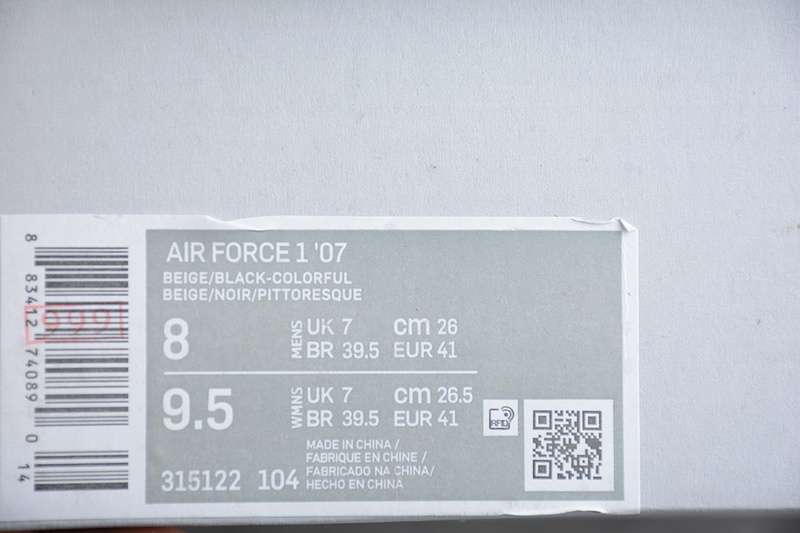 AIR FORCE 1 '07
BEIGE/BLACK-COLORFUL
BEIGE/NOIR/PITTORESQUE
8 MENS UK 7 cm 26
BR 39.5 EUR 41
9.5 WMNS UK 7 cm 26.5
BR 39.5 EUR 41
RFID
MADE IN CHINA /
FABRIQUE EN CHINE /
FABRICADO NA CHINA/
HECHO EN CHINA
315122 104
8 83412 74089 0 14
999